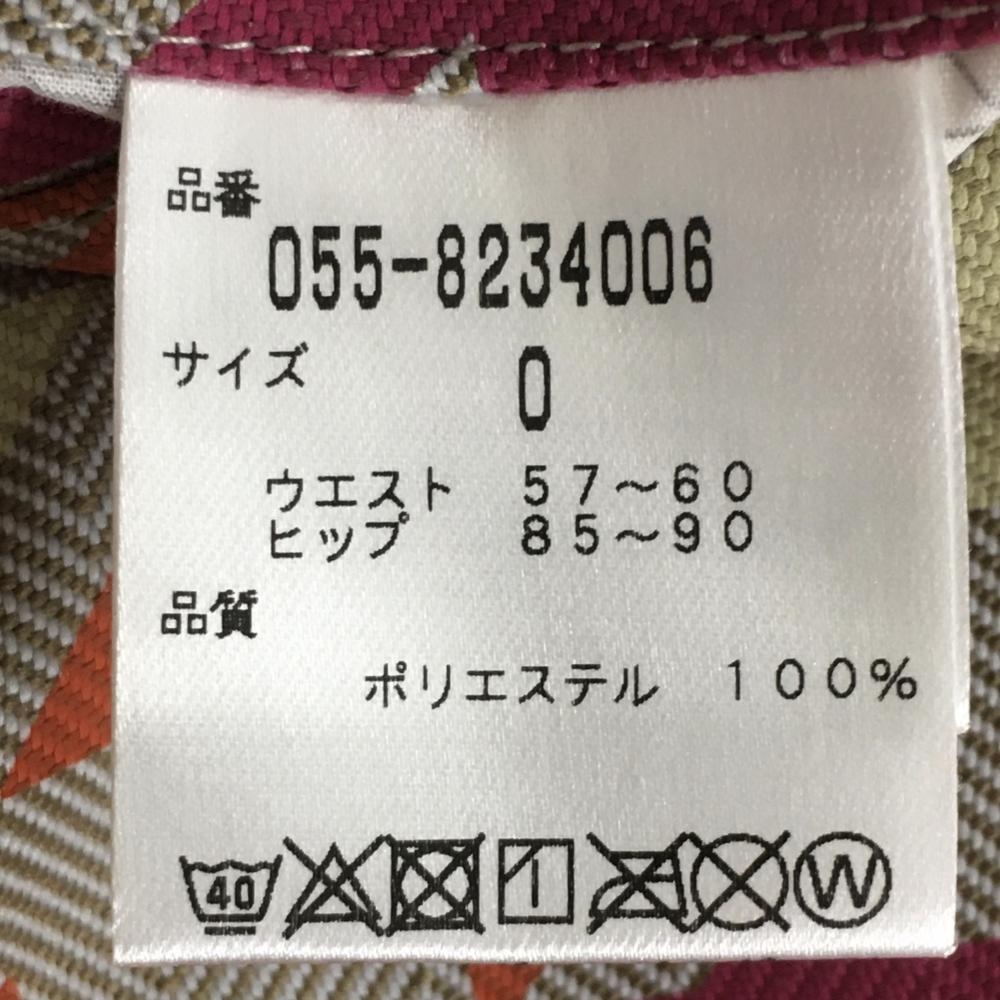 品番
055-8234006
サイズ 0
ウエスト 57～60
ヒップ 85～90
品質
ポリエステル 100%
40 W